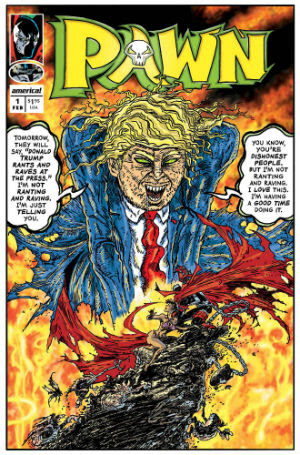 PAWN
america!
1
FEB
$1.95
U.S.A.
TOMORROW,
THEY WILL
SAY, "DONALD
TRUMP
RANTS AND
RAVES AT
THE PRESS."
I'M NOT
RANTING
AND RAVING.
I'M JUST
TELLING
YOU.
YOU KNOW,
YOU'RE
DISHONEST
PEOPLE.
BUT I'M NOT
RANTING
AND RAVING.
I LOVE THIS.
I'M HAVING
A GOOD TIME
DOING IT.